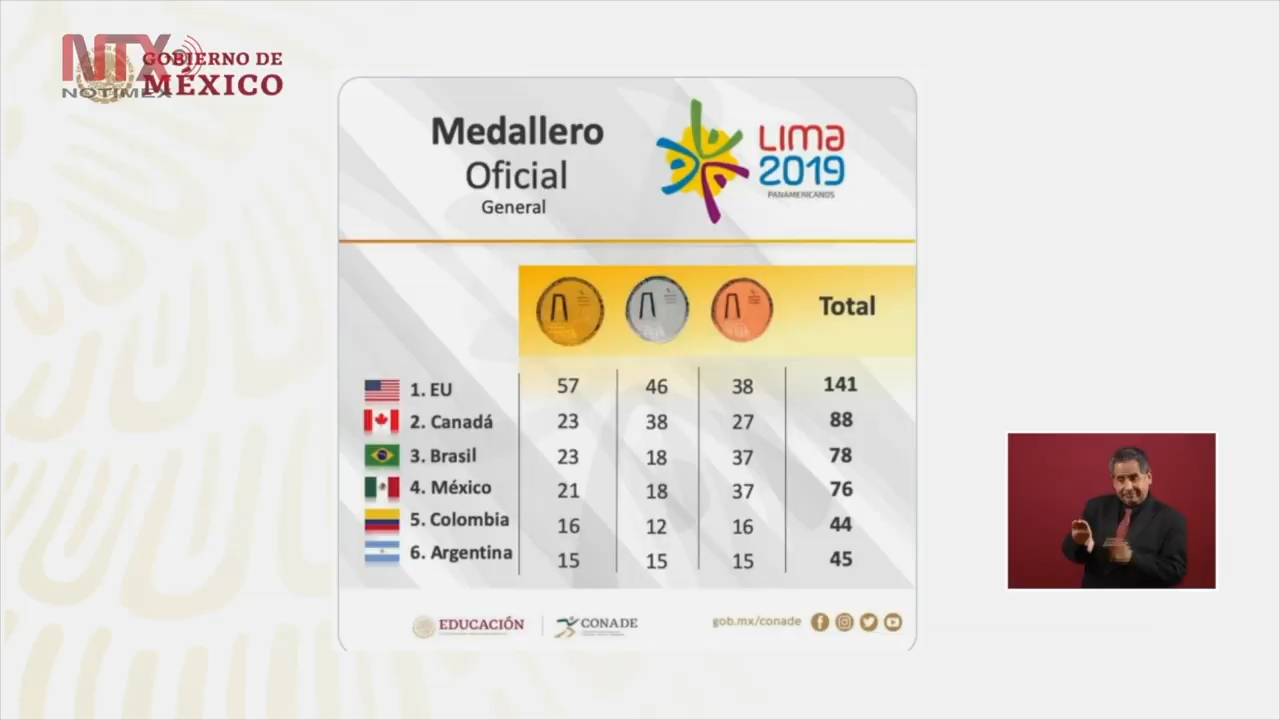 NTX
NOTIMEX
GOBIERNO DE
MÉXICO
Medallero
Oficial
General
LIMA
2019
PANAMERICANOS
Total
1. EU 57 46 38 141
2. Canadá 23 38 27 88
3. Brasil 23 18 37 78
4. México 21 18 37 76
5. Colombia 16 12 16 44
6. Argentina 15 15 15 45
EDUCACIÓN
CONADE
gob.mx/conade